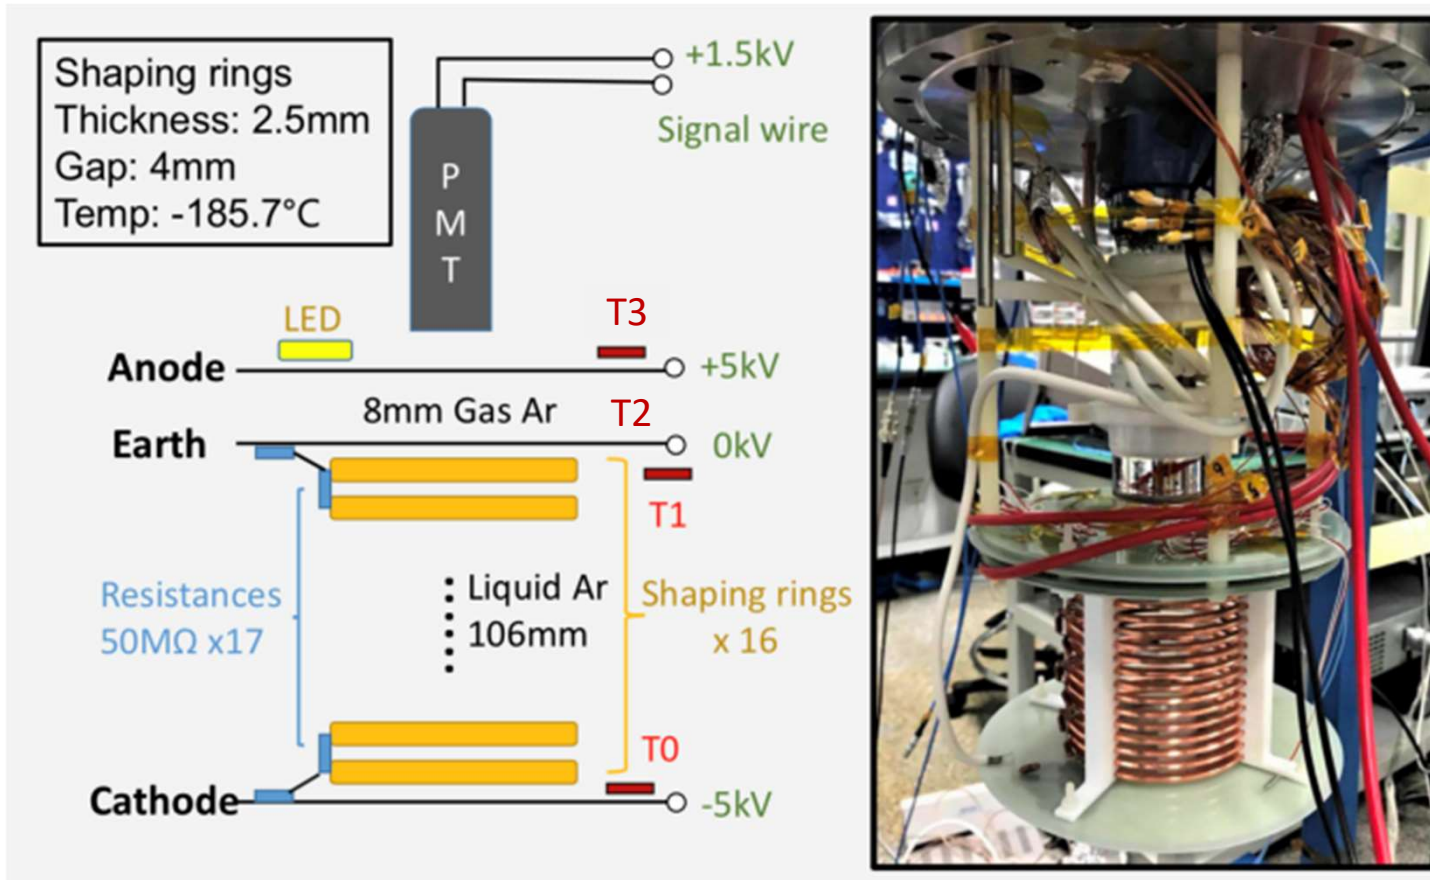 Shaping rings
Thickness: 2.5mm
Gap: 4mm
Temp: -185.7°C
+1.5kV
Signal wire
P
M
T
LED
T3
Anode
+5kV
8mm Gas Ar
T2
Earth
0kV
T1
Resistances
50MΩ x17
Liquid Ar
106mm
Shaping rings
x 16
T0
Cathode
-5kV